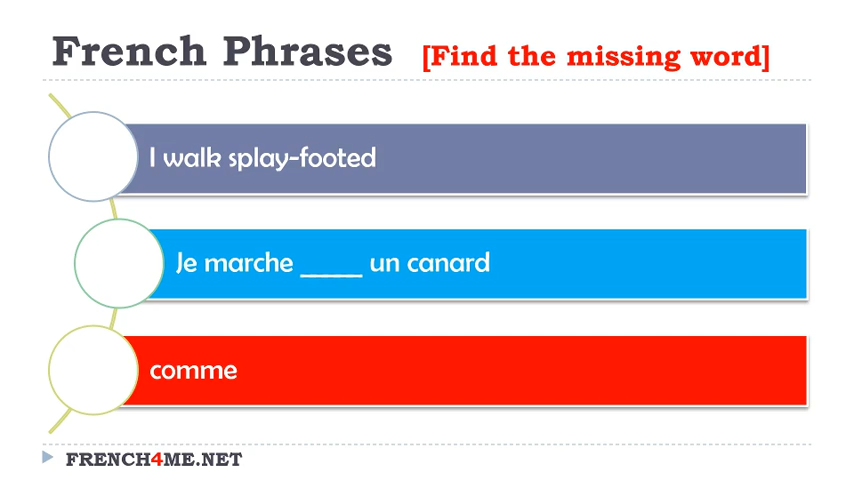 French Phrases [Find the missing word]
I walk splay-footed
Je marche _____ un canard
comme
FRENCH4ME.NET